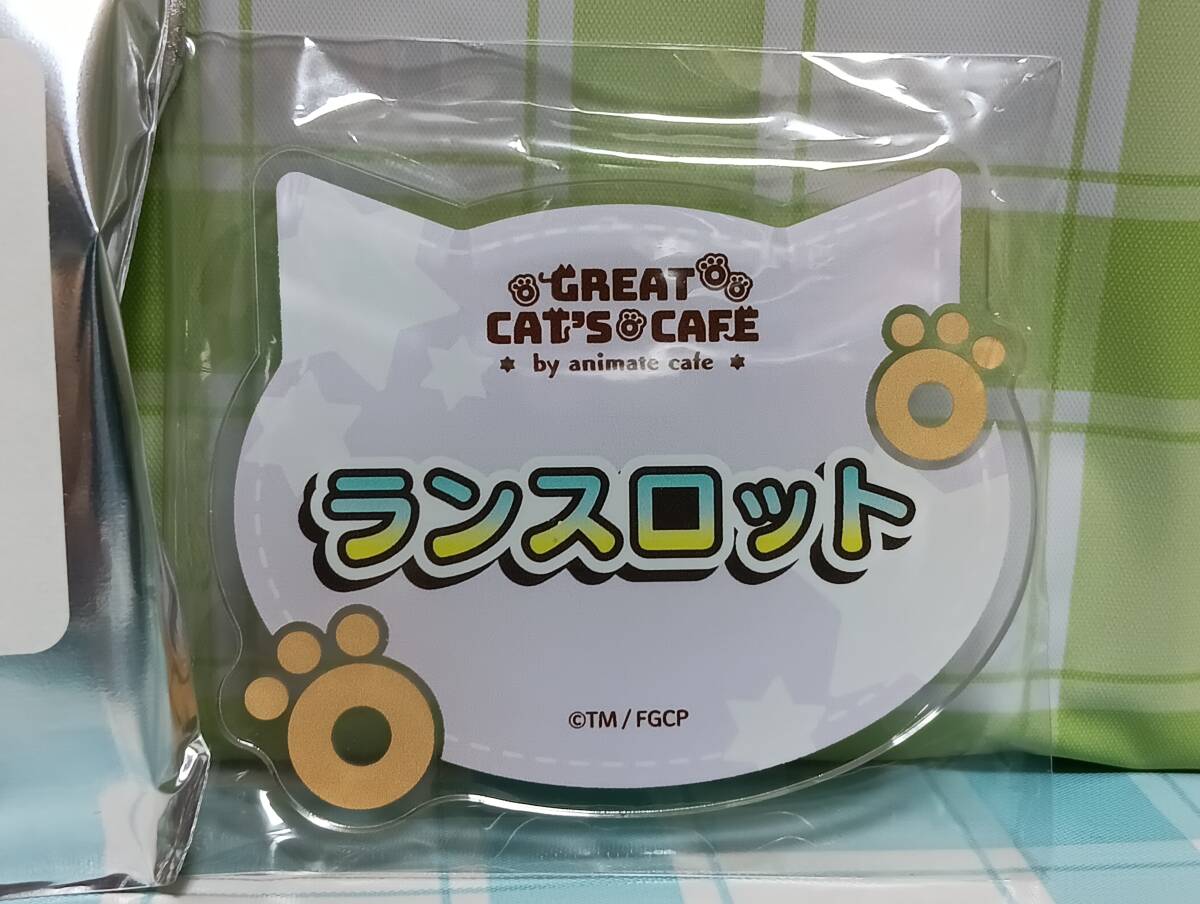 GREAT
CAT'S CAFE
by animate cafe
ランスロット
©TM / FGCP